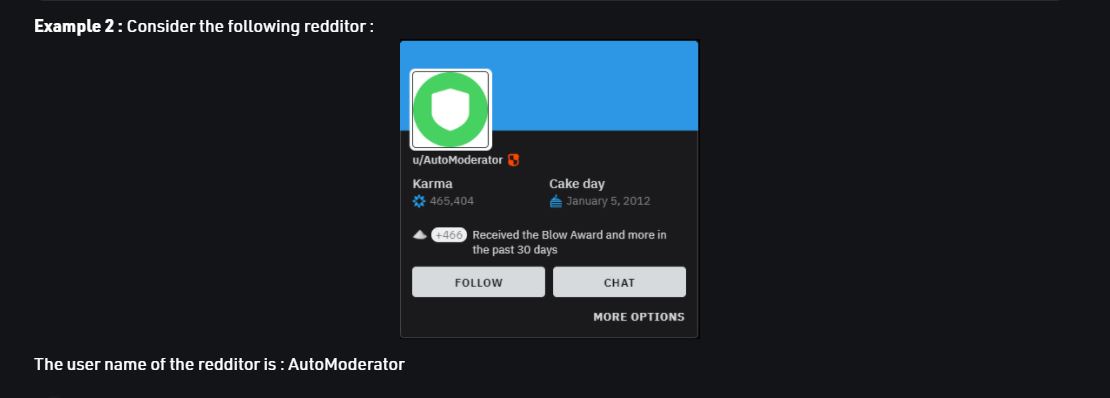 Example 2 : Consider the following redditor :
u/AutoModerator
Karma Cake day
465,404 January 5, 2012
+466 Received the Blow Award and more in
the past 30 days
FOLLOW CHAT
MORE OPTIONS
The user name of the redditor is : AutoModerator